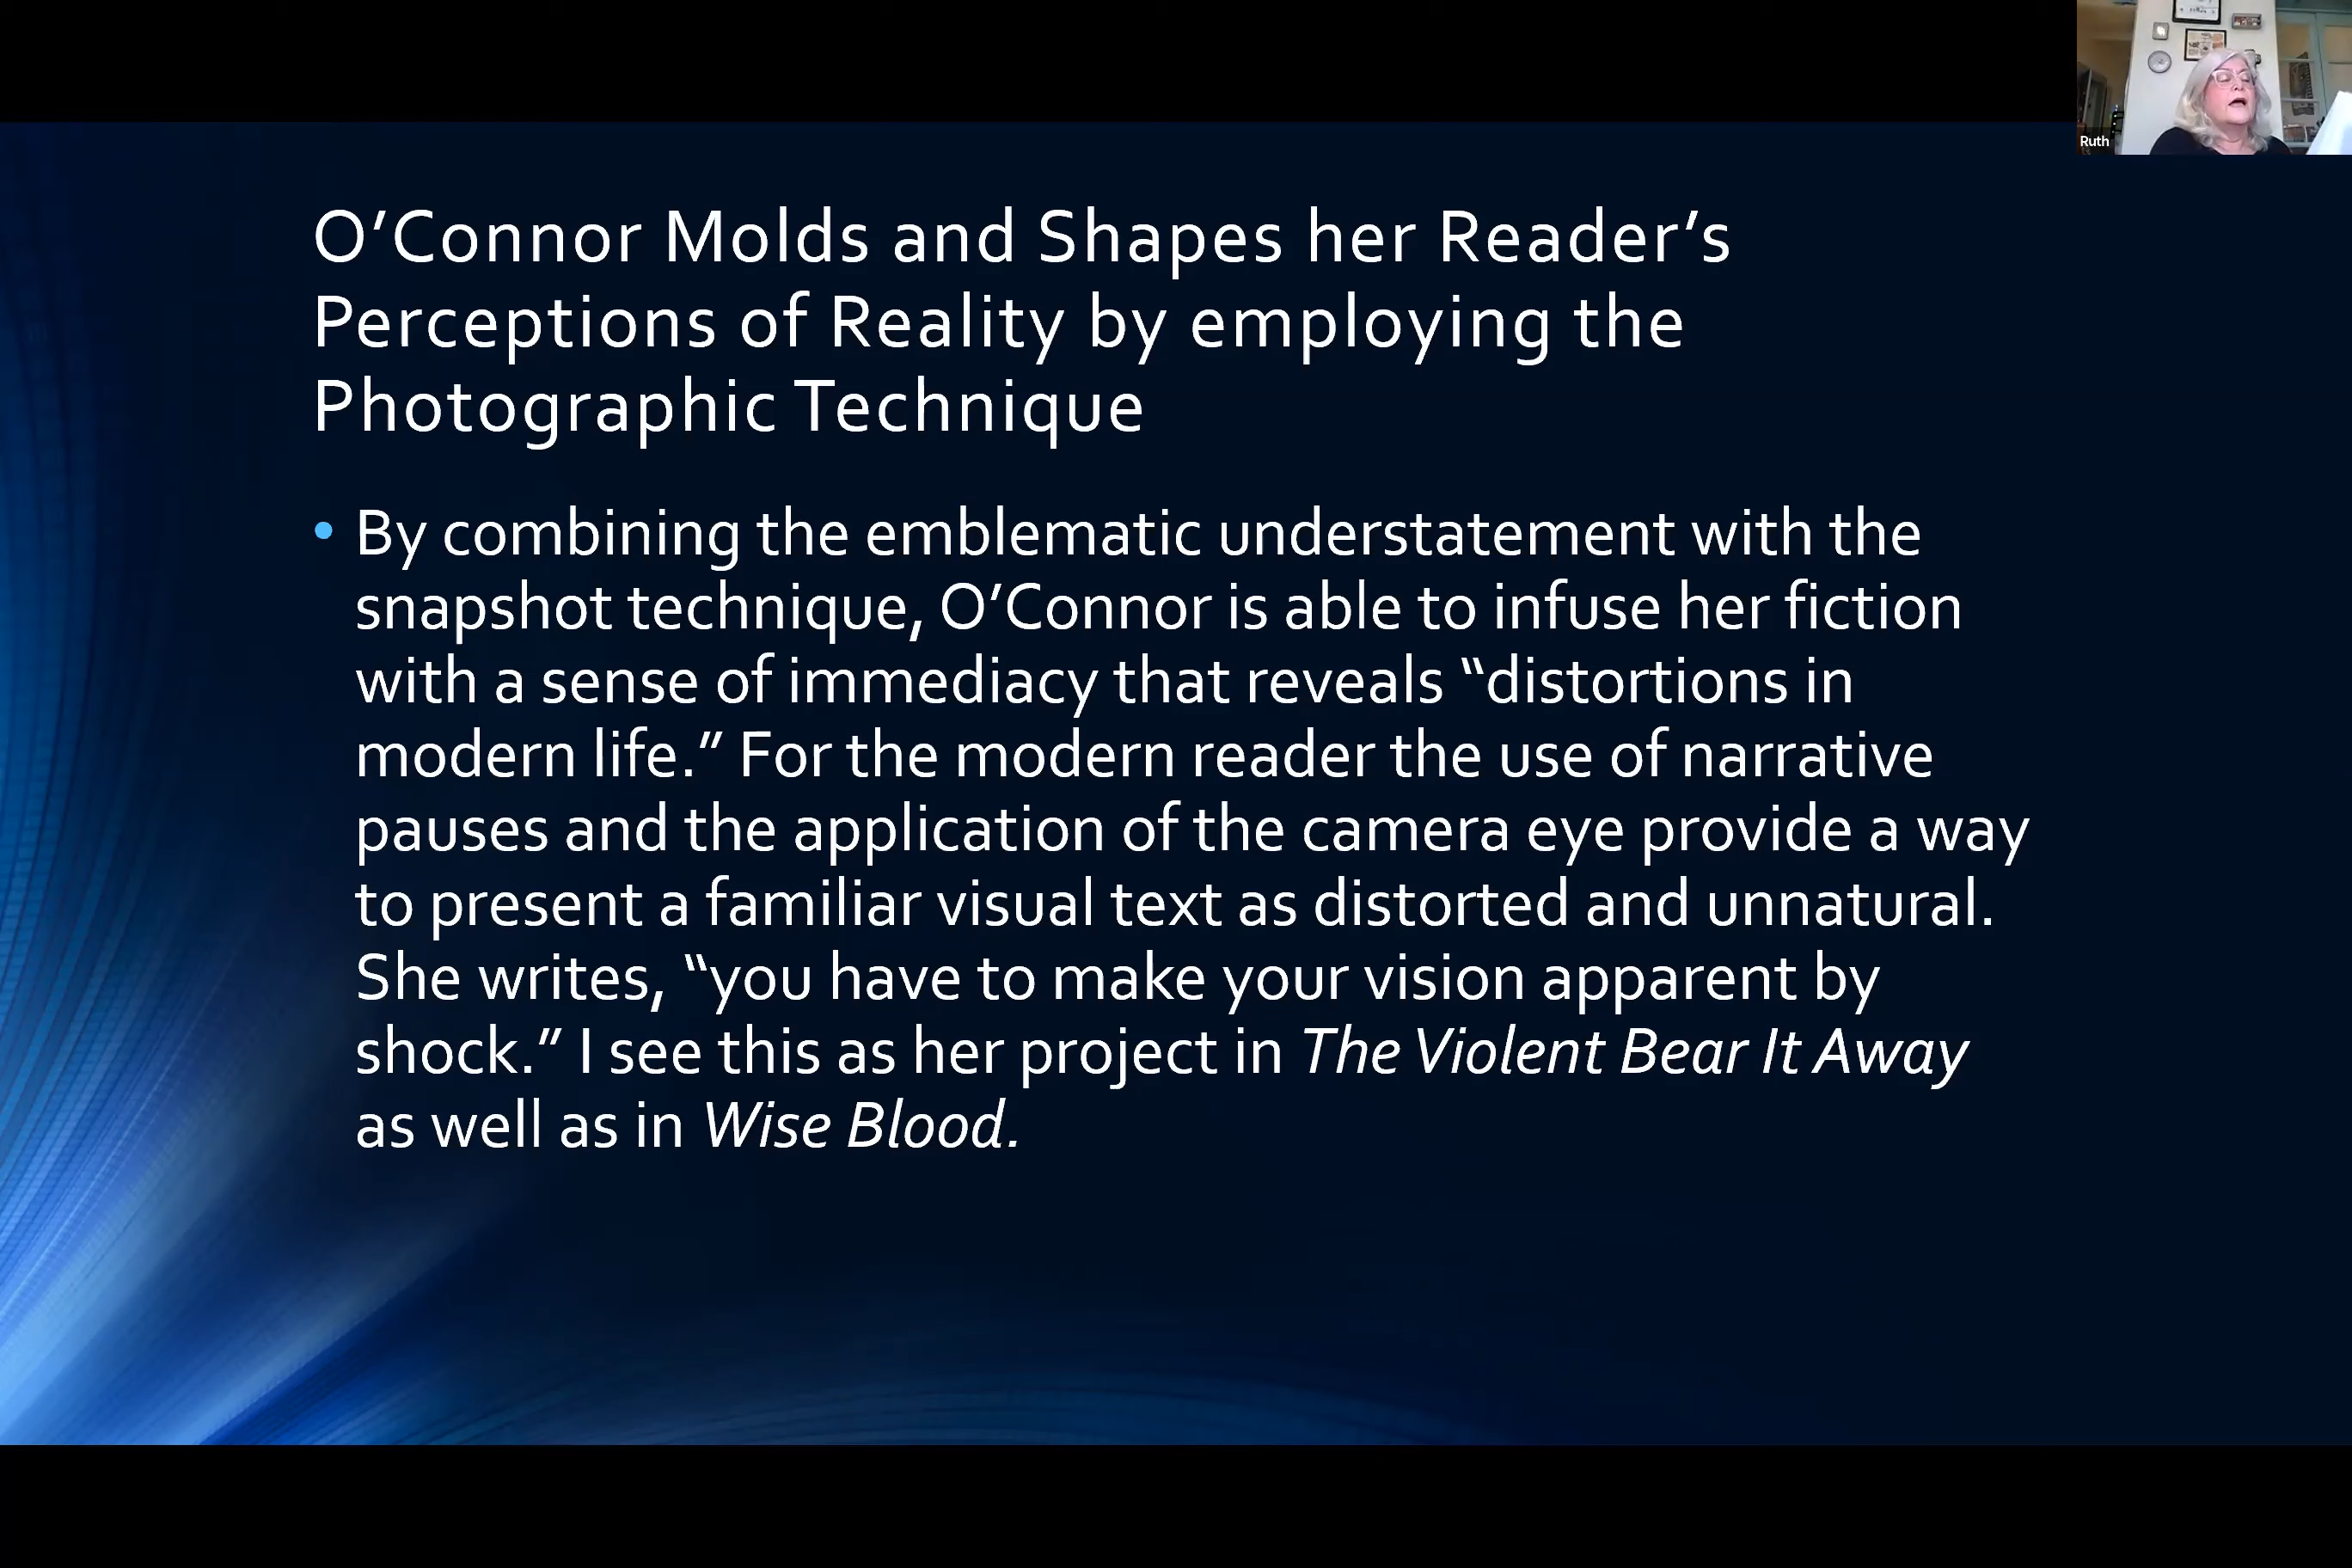 Ruth
O’Connor Molds and Shapes her Reader’s
Perceptions of Reality by employing the
Photographic Technique
• By combining the emblematic understatement with the
snapshot technique, O’Connor is able to infuse her fiction
with a sense of immediacy that reveals “distortions in
modern life.” For the modern reader the use of narrative
pauses and the application of the camera eye provide a way
to present a familiar visual text as distorted and unnatural.
She writes, “you have to make your vision apparent by
shock.” I see this as her project in The Violent Bear It Away
as well as in Wise Blood.